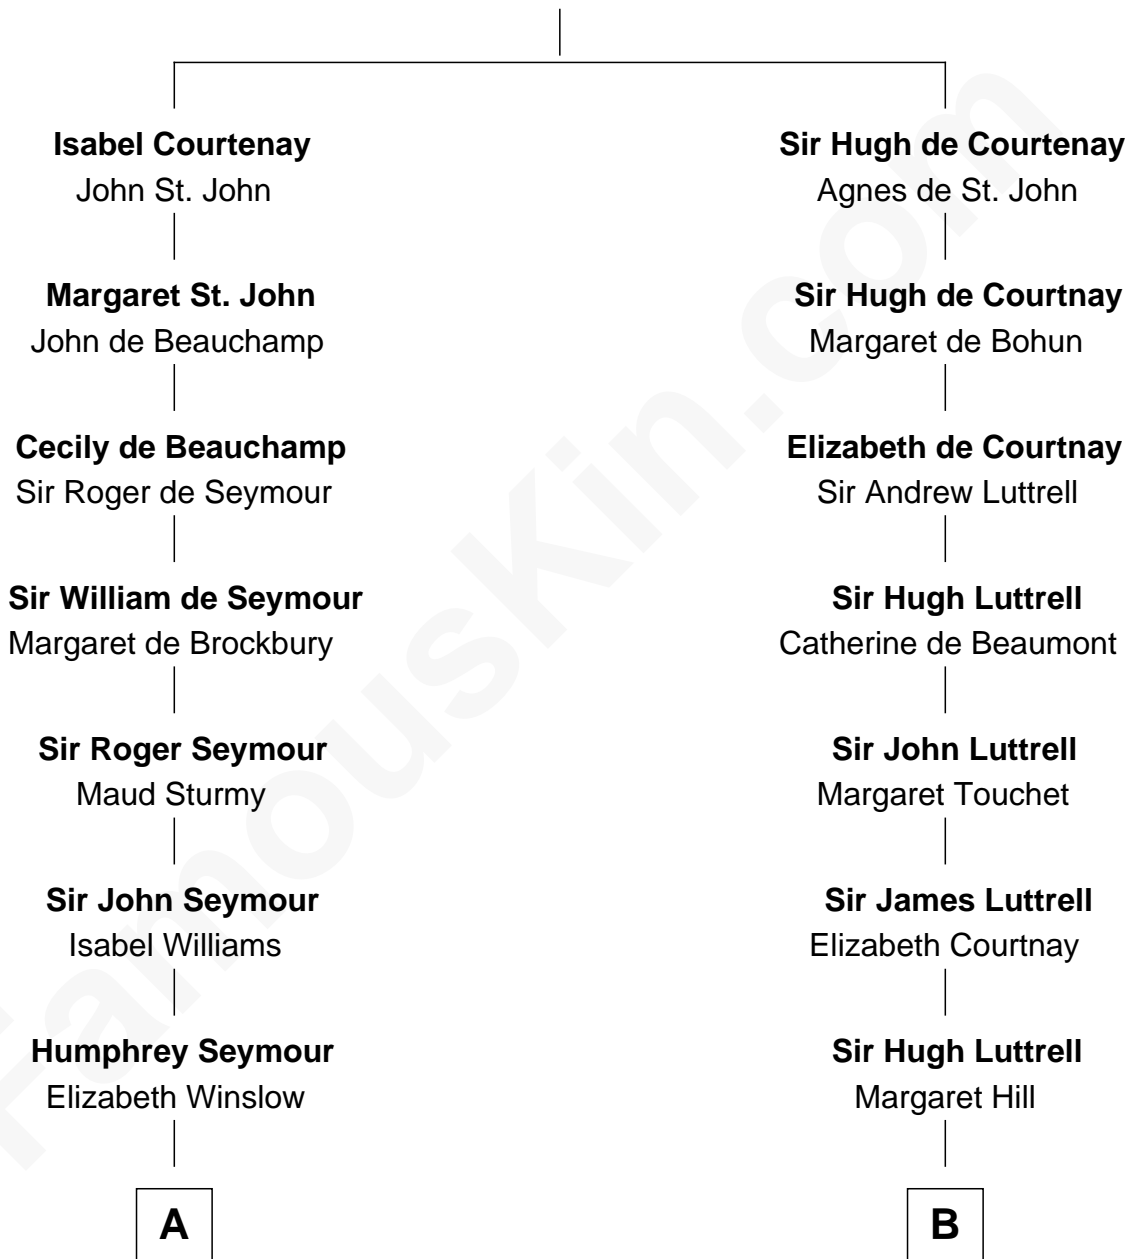 Isabel Courtenay
John St. John
Margaret St. John
John de Beauchamp
Cecily de Beauchamp
Sir Roger de Seymour
Sir William de Seymour
Margaret de Brockbury
Sir Roger Seymour
Maud Sturmy
Sir John Seymour
Isabel Williams
Humphrey Seymour
Elizabeth Winslow
A
Sir Hugh de Courtenay
Agnes de St. John
Sir Hugh de Courtnay
Margaret de Bohun
Elizabeth de Courtnay
Sir Andrew Luttrell
Sir Hugh Luttrell
Catherine de Beaumont
Sir John Luttrell
Margaret Touchet
Sir James Luttrell
Elizabeth Courtnay
Sir Hugh Luttrell
Margaret Hill
B
FamousKin.com